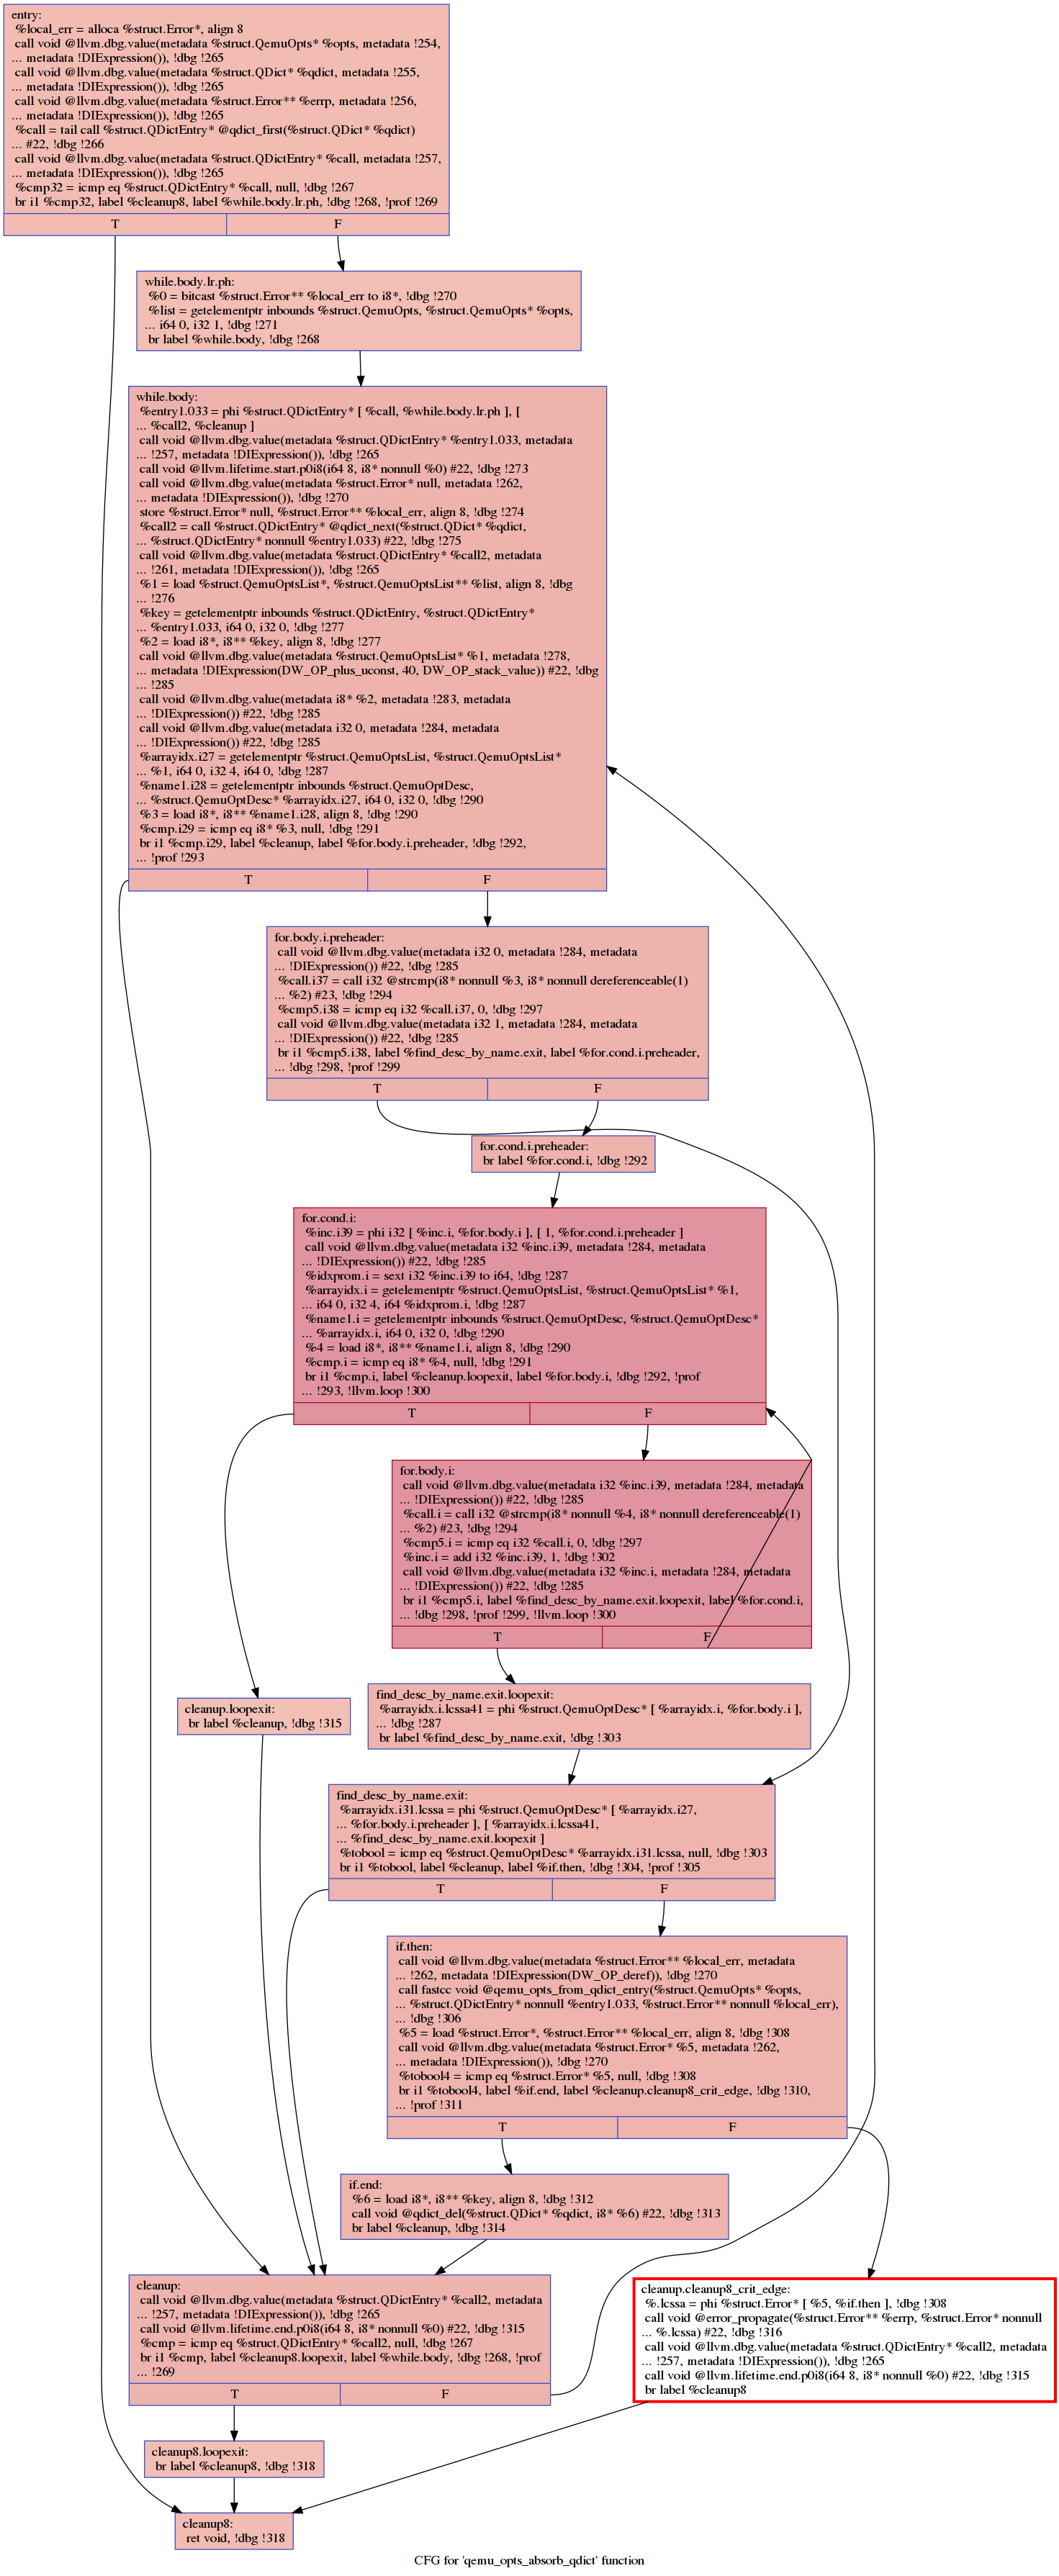 entry:
%local_err = alloca %struct.Error*, align 8
call void @llvm.dbg.value(metadata %struct.QemuOpts* %opts, metadata !254,
... metadata !DIExpression()), !dbg !265
call void @llvm.dbg.value(metadata %struct.QDict* %qdict, metadata !255,
... metadata !DIExpression()), !dbg !265
call void @llvm.dbg.value(metadata %struct.Error** %errp, metadata !256,
... metadata !DIExpression()), !dbg !265
%call = tail call %struct.QDictEntry* @qdict_first(%struct.QDict* %qdict)
... #22, !dbg !266
call void @llvm.dbg.value(metadata %struct.QDictEntry* %call, metadata !257,
... metadata !DIExpression()), !dbg !265
%cmp32 = icmp eq %struct.QDictEntry* %call, null, !dbg !267
br i1 %cmp32, label %cleanup8, label %while.body.lr.ph, !dbg !268, !prof !269
T F
while.body.lr.ph:
%0 = bitcast %struct.Error** %local_err to i8*, !dbg !270
%list = getelementptr inbounds %struct.QemuOpts, %struct.QemuOpts* %opts,
... i64 0, i32 1, !dbg !271
br label %while.body, !dbg !268
while.body:
%entry1.033 = phi %struct.QDictEntry* [ %call, %while.body.lr.ph ], [
... %call2, %cleanup ]
call void @llvm.dbg.value(metadata %struct.QDictEntry* %entry1.033, metadata
... !257, metadata !DIExpression()), !dbg !265
call void @llvm.lifetime.start.p0i8(i64 8, i8* nonnull %0) #22, !dbg !273
call void @llvm.dbg.value(metadata %struct.Error* null, metadata !262,
... metadata !DIExpression()), !dbg !270
store %struct.Error* null, %struct.Error** %local_err, align 8, !dbg !274
%call2 = call %struct.QDictEntry* @qdict_next(%struct.QDict* %qdict,
... %struct.QDictEntry* nonnull %entry1.033) #22, !dbg !275
call void @llvm.dbg.value(metadata %struct.QDictEntry* %call2, metadata
... !261, metadata !DIExpression()), !dbg !265
%1 = load %struct.QemuOptsList*, %struct.QemuOptsList** %list, align 8, !dbg
... !276
%key = getelementptr inbounds %struct.QDictEntry, %struct.QDictEntry*
... %entry1.033, i64 0, i32 0, !dbg !277
%2 = load i8*, i8** %key, align 8, !dbg !277
call void @llvm.dbg.value(metadata %struct.QemuOptsList* %1, metadata !278,
... metadata !DIExpression(DW_OP_plus_uconst, 40, DW_OP_stack_value)) #22, !dbg
... !285
call void @llvm.dbg.value(metadata i8* %2, metadata !283, metadata
... !DIExpression()) #22, !dbg !285
call void @llvm.dbg.value(metadata i32 0, metadata !284, metadata
... !DIExpression()) #22, !dbg !285
%arrayidx.i27 = getelementptr %struct.QemuOptsList, %struct.QemuOptsList*
... %1, i64 0, i32 4, i64 0, !dbg !287
%name1.i28 = getelementptr inbounds %struct.QemuOptDesc,
... %struct.QemuOptDesc* %arrayidx.i27, i64 0, i32 0, !dbg !290
%3 = load i8*, i8** %name1.i28, align 8, !dbg !290
%cmp.i29 = icmp eq i8* %3, null, !dbg !291
br i1 %cmp.i29, label %cleanup, label %for.body.i.preheader, !dbg !292,
... !prof !293
T F
for.body.i.preheader:
call void @llvm.dbg.value(metadata i32 0, metadata !284, metadata
... !DIExpression()) #22, !dbg !285
%call.i37 = call i32 @strcmp(i8* nonnull %3, i8* nonnull dereferenceable(1)
... %2) #23, !dbg !294
%cmp5.i38 = icmp eq i32 %call.i37, 0, !dbg !297
call void @llvm.dbg.value(metadata i32 1, metadata !284, metadata
... !DIExpression()) #22, !dbg !285
br i1 %cmp5.i38, label %find_desc_by_name.exit, label %for.cond.i.preheader,
... !dbg !298, !prof !299
T F
for.cond.i.preheader:
br label %for.cond.i, !dbg !292
for.cond.i:
%inc.i39 = phi i32 [ %inc.i, %for.body.i ], [ 1, %for.cond.i.preheader ]
call void @llvm.dbg.value(metadata i32 %inc.i39, metadata !284, metadata
... !DIExpression()) #22, !dbg !285
%idxprom.i = sext i32 %inc.i39 to i64, !dbg !287
%arrayidx.i = getelementptr %struct.QemuOptsList, %struct.QemuOptsList* %1,
... i64 0, i32 4, i64 %idxprom.i, !dbg !287
%name1.i = getelementptr inbounds %struct.QemuOptDesc, %struct.QemuOptDesc*
... %arrayidx.i, i64 0, i32 0, !dbg !290
%4 = load i8*, i8** %name1.i, align 8, !dbg !290
%cmp.i = icmp eq i8* %4, null, !dbg !291
br i1 %cmp.i, label %cleanup.loopexit, label %for.body.i, !dbg !292, !prof
... !293, !llvm.loop !300
T F
for.body.i:
call void @llvm.dbg.value(metadata i32 %inc.i39, metadata !284, metadata
... !DIExpression()) #22, !dbg !285
%call.i = call i32 @strcmp(i8* nonnull %4, i8* nonnull dereferenceable(1)
... %2) #23, !dbg !294
%cmp5.i = icmp eq i32 %call.i, 0, !dbg !297
%inc.i = add i32 %inc.i39, 1, !dbg !302
call void @llvm.dbg.value(metadata i32 %inc.i, metadata !284, metadata
... !DIExpression()) #22, !dbg !285
br i1 %cmp5.i, label %find_desc_by_name.exit.loopexit, label %for.cond.i,
... !dbg !298, !prof !299, !llvm.loop !300
T F
cleanup.loopexit:
br label %cleanup, !dbg !315
find_desc_by_name.exit.loopexit:
%arrayidx.i.lcssa41 = phi %struct.QemuOptDesc* [ %arrayidx.i, %for.body.i ],
... !dbg !287
br label %find_desc_by_name.exit, !dbg !303
find_desc_by_name.exit:
%arrayidx.i31.lcssa = phi %struct.QemuOptDesc* [ %arrayidx.i27,
... %for.body.i.preheader ], [ %arrayidx.i.lcssa41,
... %find_desc_by_name.exit.loopexit ]
%tobool = icmp eq %struct.QemuOptDesc* %arrayidx.i31.lcssa, null, !dbg !303
br i1 %tobool, label %cleanup, label %if.then, !dbg !304, !prof !305
T F
if.then:
call void @llvm.dbg.value(metadata %struct.Error** %local_err, metadata
... !262, metadata !DIExpression(DW_OP_deref)), !dbg !270
call fastcc void @qemu_opts_from_qdict_entry(%struct.QemuOpts* %opts,
... %struct.QDictEntry* nonnull %entry1.033, %struct.Error** nonnull %local_err),
... !dbg !306
%5 = load %struct.Error*, %struct.Error** %local_err, align 8, !dbg !308
call void @llvm.dbg.value(metadata %struct.Error* %5, metadata !262,
... metadata !DIExpression()), !dbg !270
%tobool4 = icmp eq %struct.Error* %5, null, !dbg !308
br i1 %tobool4, label %if.end, label %cleanup.cleanup8_crit_edge, !dbg !310,
... !prof !311
T F
if.end:
%6 = load i8*, i8** %key, align 8, !dbg !312
call void @qdict_del(%struct.QDict* %qdict, i8* %6) #22, !dbg !313
br label %cleanup, !dbg !314
cleanup:
call void @llvm.dbg.value(metadata %struct.QDictEntry* %call2, metadata
... !257, metadata !DIExpression()), !dbg !265
call void @llvm.lifetime.end.p0i8(i64 8, i8* nonnull %0) #22, !dbg !315
%cmp = icmp eq %struct.QDictEntry* %call2, null, !dbg !267
br i1 %cmp, label %cleanup8.loopexit, label %while.body, !dbg !268, !prof
... !269
T F
cleanup.cleanup8_crit_edge:
%.lcssa = phi %struct.Error* [ %5, %if.then ], !dbg !308
call void @error_propagate(%struct.Error** %errp, %struct.Error* nonnull
... %.lcssa) #22, !dbg !316
call void @llvm.dbg.value(metadata %struct.QDictEntry* %call2, metadata
... !257, metadata !DIExpression()), !dbg !265
call void @llvm.lifetime.end.p0i8(i64 8, i8* nonnull %0) #22, !dbg !315
br label %cleanup8
cleanup8.loopexit:
br label %cleanup8, !dbg !318
cleanup8:
ret void, !dbg !318
CFG for 'qemu_opts_absorb_qdict' function